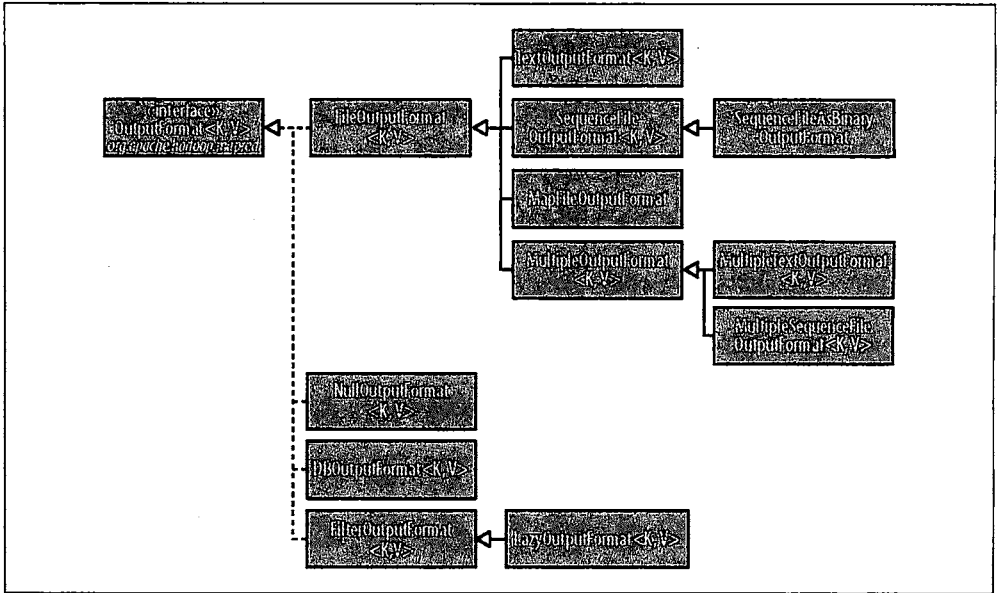 «interface»
OutputFormat<K, V>
org.apache.hadoop.mapred
FileOutputFormat
<K, V>
TextOutputFormat<K, V>
SequenceFile
OutputFormat<K, V>
SequenceFileAsBinary
OutputFormat
MapFileOutputFormat
MultipleOutputFormat
<K, V>
MultipleTextOutputFormat
<K, V>
MultipleSequenceFile
OutputFormat<K, V>
NullOutputFormat
<K, V>
DBOutputFormat<K, V>
FilterOutputFormat
<K, V>
LazyOutputFormat<K, V>